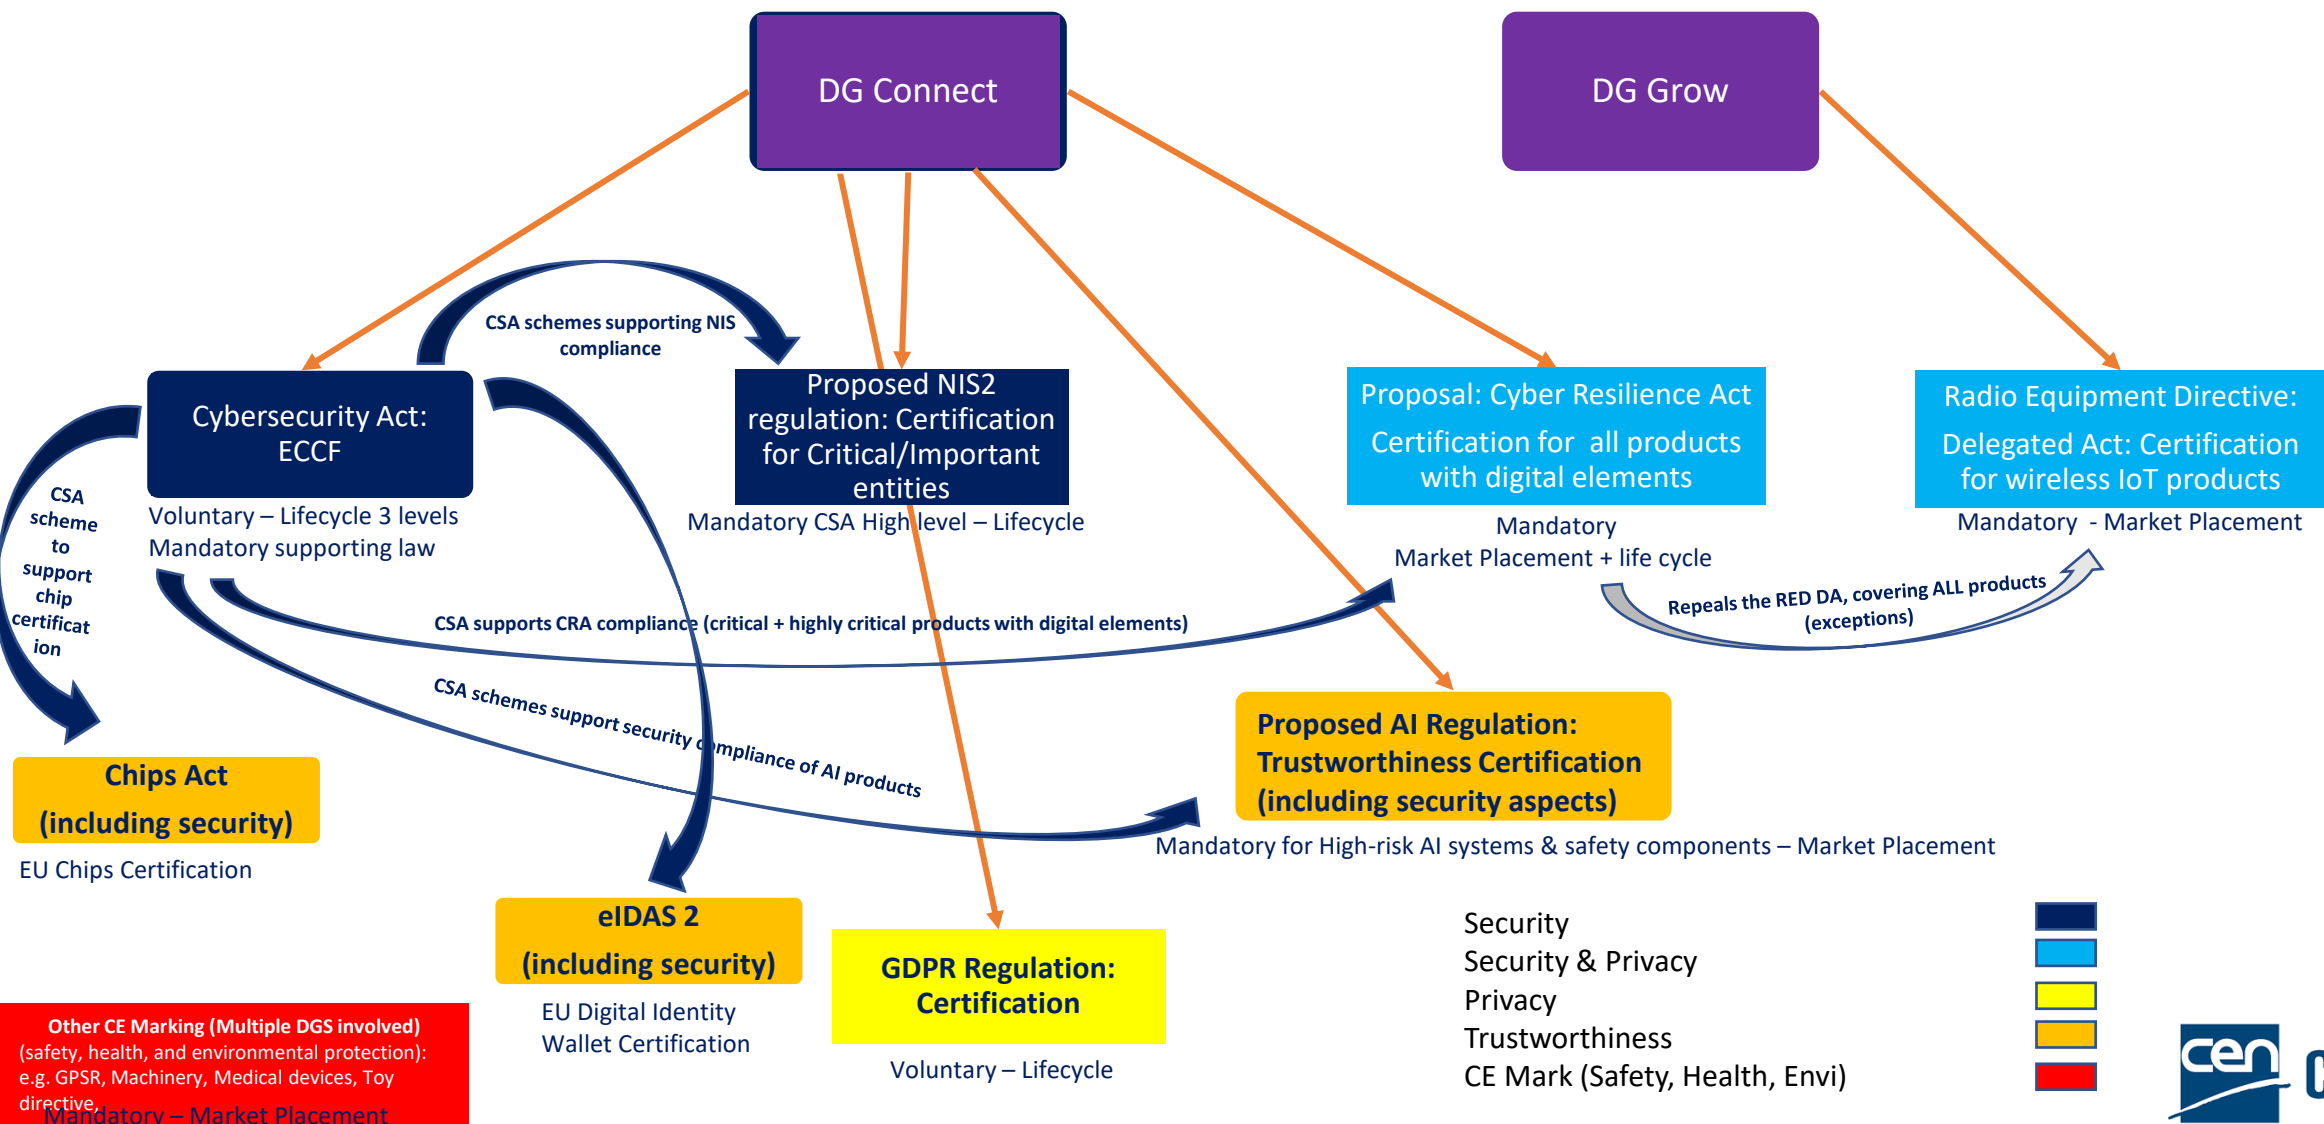 DG Connect
DG Grow
CSA schemes supporting NIS
compliance
Cybersecurity Act:
ECCF
Voluntary – Lifecycle 3 levels
Mandatory supporting law
Proposed NIS2
regulation: Certification
for Critical/Important
entities
Mandatory CSA High level – Lifecycle
Proposal: Cyber Resilience Act
Certification for  all products
with digital elements
Mandatory
Market Placement + life cycle
Radio Equipment Directive:
Delegated Act: Certification
for wireless IoT products
Mandatory  - Market Placement
CSA
scheme
to
support
chip
certificat
ion
CSA supports CRA compliance (critical + highly critical products with digital elements)
Repeals the RED DA, covering ALL products
(exceptions)
CSA schemes support security compliance of AI products
Proposed AI Regulation:
Trustworthiness Certification
(including security aspects)
Mandatory for High-risk AI systems & safety components – Market Placement
Chips Act
(including security)
EU Chips Certification
eIDAS 2
(including security)
EU Digital Identity
Wallet Certification
GDPR Regulation:
Certification
Voluntary – Lifecycle
Other CE Marking (Multiple DGS involved)
(safety, health, and environmental protection):
e.g. GPSR, Machinery, Medical devices, Toy
directive,
Mandatory – Market Placement
Security
Security & Privacy
Privacy
Trustworthiness
CE Mark (Safety, Health, Envi)
cen